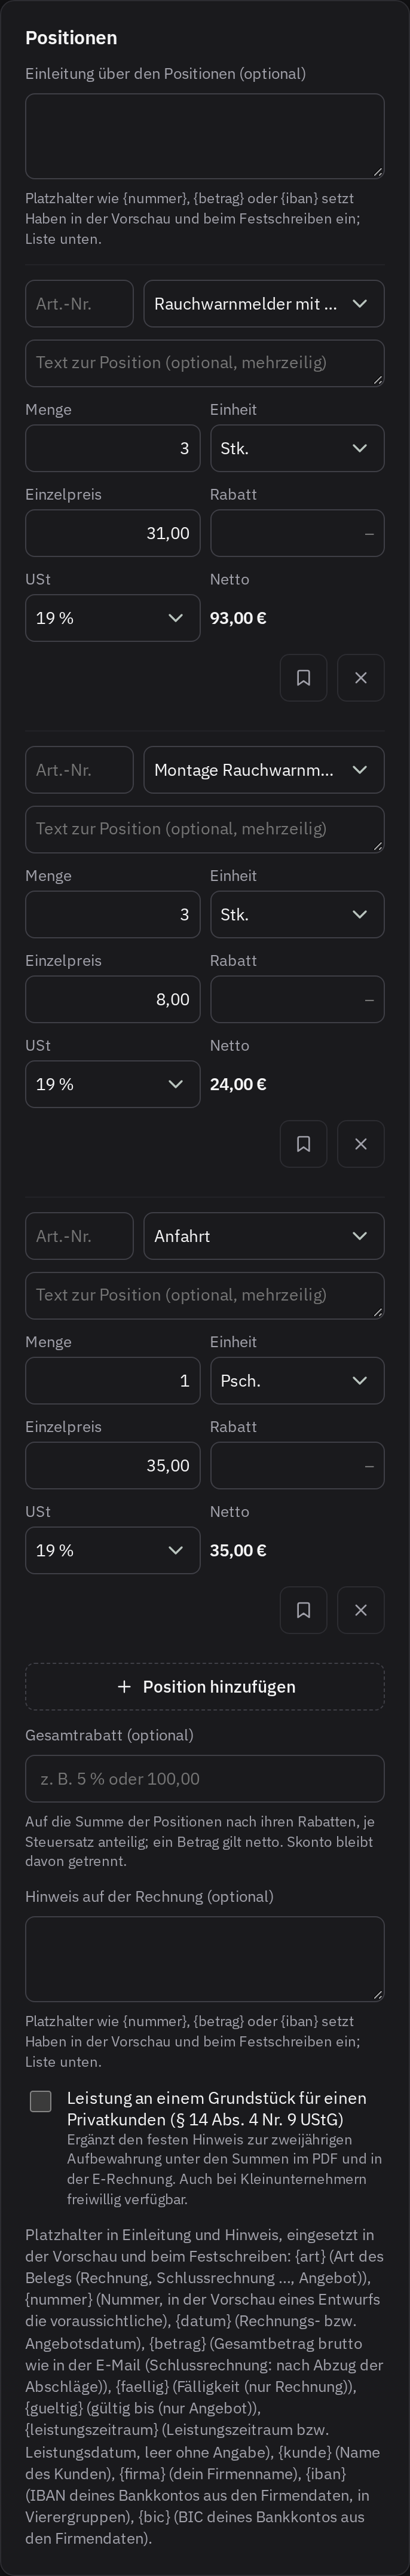 Positionen
Einleitung über den Positionen (optional)
Platzhalter wie {nummer}, {betrag} oder {iban} setzt
Haben in der Vorschau und beim Festschreiben ein;
Liste unten.
Art.-Nr. Rauchwarnmelder mit ...
Text zur Position (optional, mehrzeilig)
Menge Einheit
3 Stk.
Einzelpreis Rabatt
31,00 –
USt Netto
19 % 93,00 €
Art.-Nr. Montage Rauchwarnm...
Text zur Position (optional, mehrzeilig)
Menge Einheit
3 Stk.
Einzelpreis Rabatt
8,00 –
USt Netto
19 % 24,00 €
Art.-Nr. Anfahrt
Text zur Position (optional, mehrzeilig)
Menge Einheit
1 Psch.
Einzelpreis Rabatt
35,00 –
USt Netto
19 % 35,00 €
Position hinzufügen
Gesamtrabatt (optional)
z. B. 5 % oder 100,00
Auf die Summe der Positionen nach ihren Rabatten, je
Steuersatz anteilig; ein Betrag gilt netto. Skonto bleibt
davon getrennt.
Hinweis auf der Rechnung (optional)
Platzhalter wie {nummer}, {betrag} oder {iban} setzt
Haben in der Vorschau und beim Festschreiben ein;
Liste unten.
Leistung an einem Grundstück für einen
Privatkunden (§ 14 Abs. 4 Nr. 9 UStG)
Ergänzt den festen Hinweis zur zweijährigen
Aufbewahrung unter den Summen im PDF und in
der E-Rechnung. Auch bei Kleinunternehmern
freiwillig verfügbar.
Platzhalter in Einleitung und Hinweis, eingesetzt in
der Vorschau und beim Festschreiben: {art} (Art des
Belegs (Rechnung, Schlussrechnung …, Angebot)),
{nummer} (Nummer, in der Vorschau eines Entwurfs
die voraussichtliche), {datum} (Rechnungs- bzw.
Angebotsdatum), {betrag} (Gesamtbetrag brutto
wie in der E-Mail (Schlussrechnung: nach Abzug der
Abschläge)), {faellig} (Fälligkeit (nur Rechnung)),
{gueltig} (gültig bis (nur Angebot)),
{leistungszeitraum} (Leistungszeitraum bzw.
Leistungsdatum, leer ohne Angabe), {kunde} (Name
des Kunden), {firma} (dein Firmenname), {iban}
(IBAN deines Bankkontos aus den Firmendaten, in
Vierergruppen), {bic} (BIC deines Bankkontos aus
den Firmendaten).